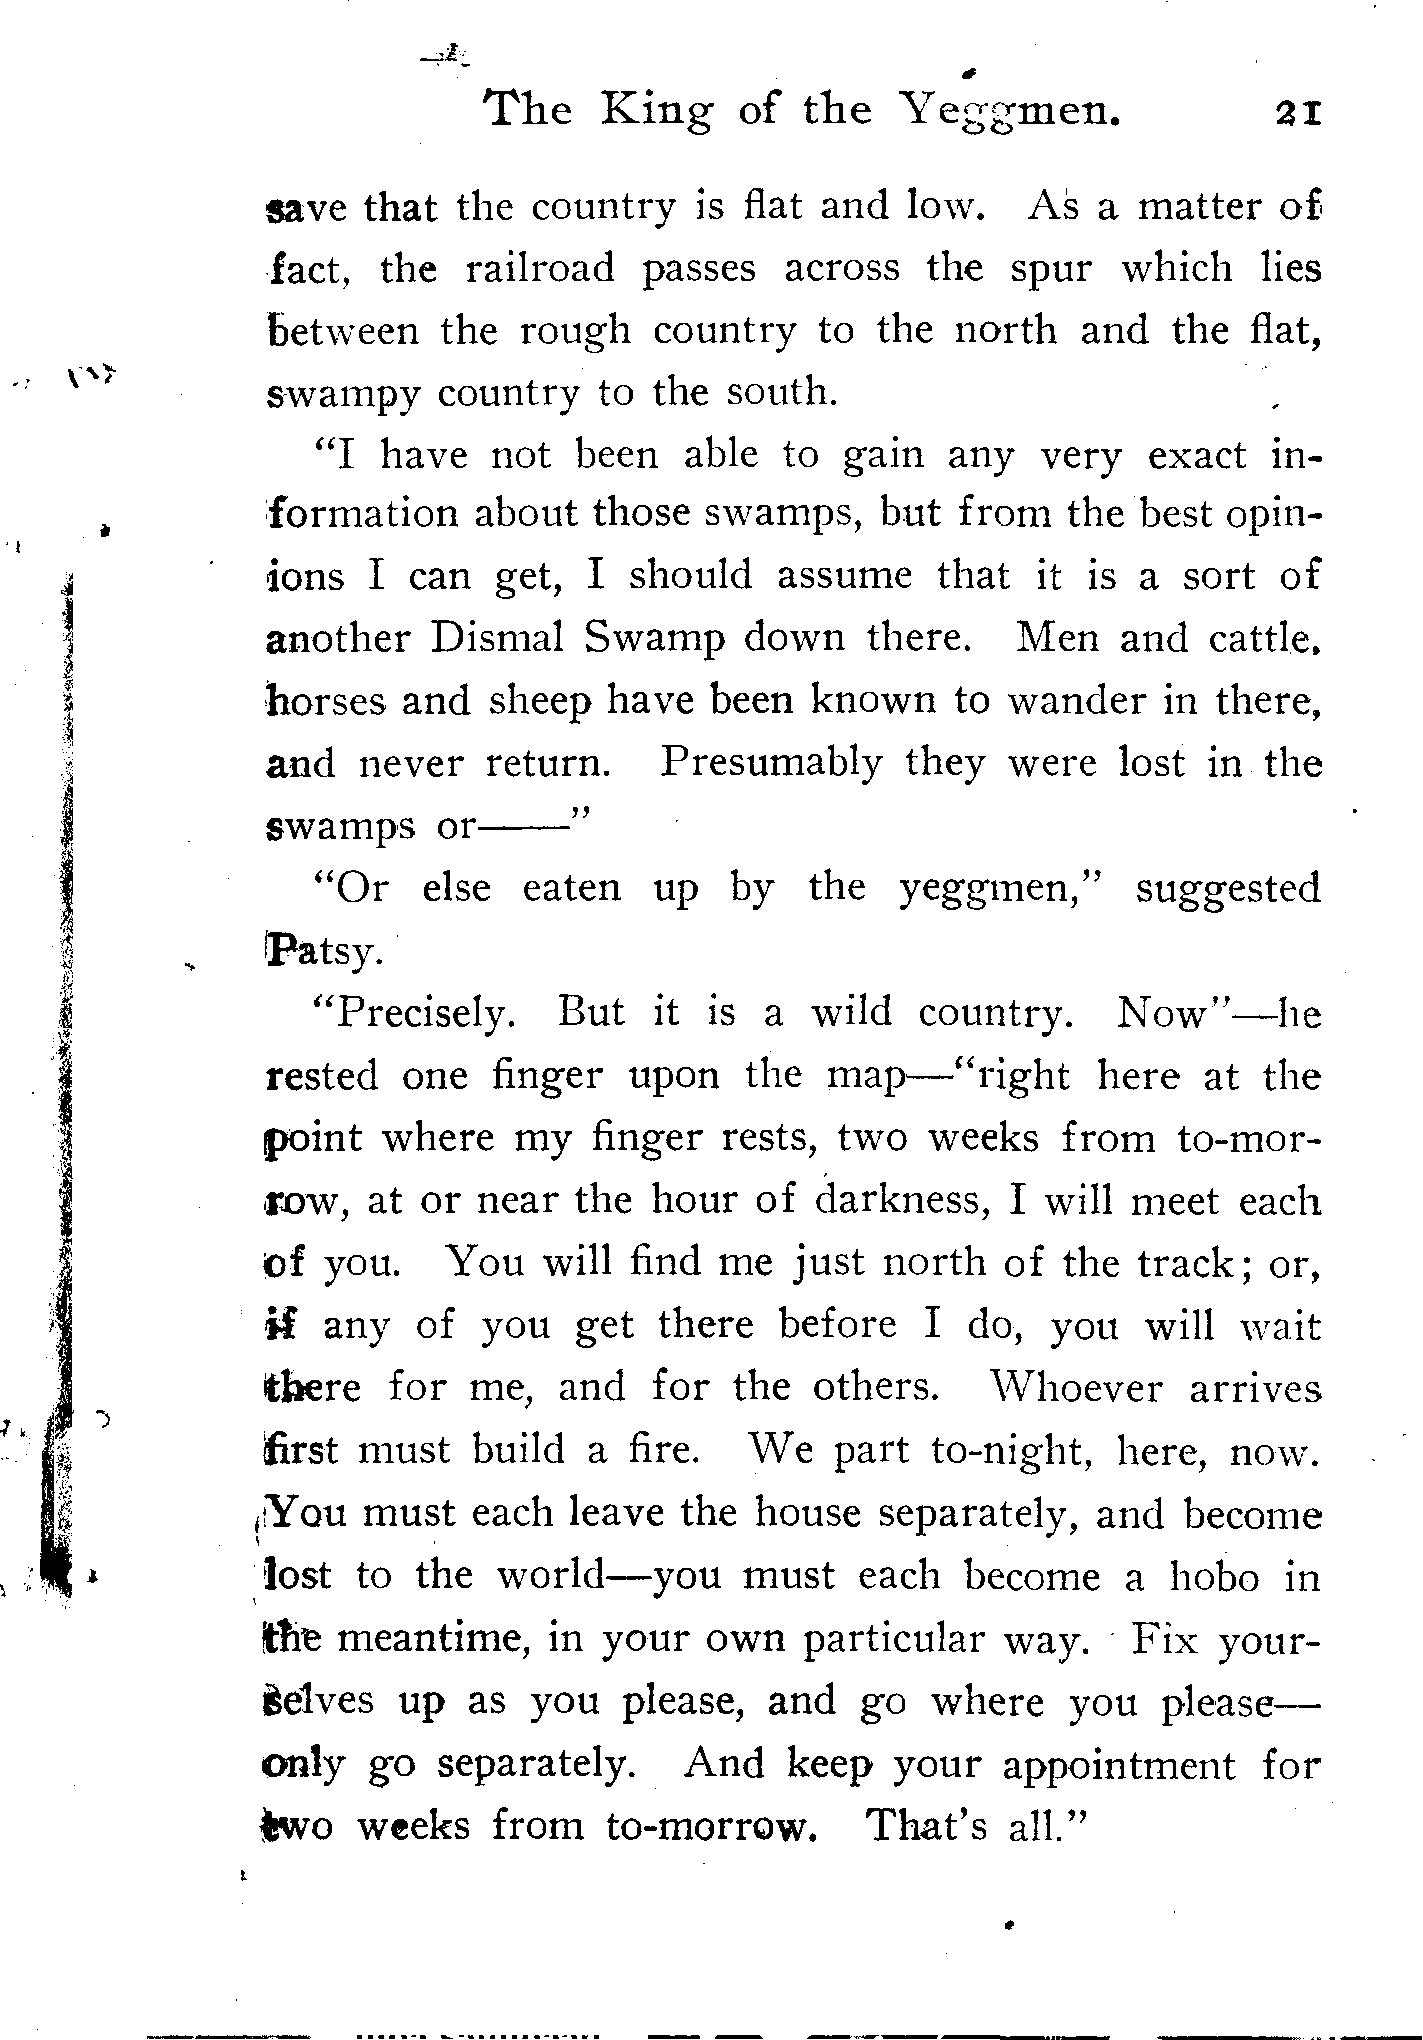 The King of the Yeggmen. 21
save that the country is flat and low. As a matter of
fact, the railroad passes across the spur which lies
between the rough country to the north and the flat,
swampy country to the south.
“I have not been able to gain any very exact in-
formation about those swamps, but from the best opin-
ions I can get, I should assume that it is a sort of
another Dismal Swamp down there. Men and cattle.
horses and sheep have been known to wander in there,
and never return. Presumably they were lost in the
swamps or——”
“Or else eaten up by the yeggmen,” suggested
Patsy.
“Precisely. But it is a wild country. Now”—he
rested one finger upon the map—“right here at the
point where my finger rests, two weeks from to-mor-
row, at or near the hour of darkness, I will meet each
of you. You will find me just north of the track; or,
if any of you get there before I do, you will wait
there for me, and for the others. Whoever arrives
first must build a fire. We part to-night, here, now.
You must each leave the house separately, and become
lost to the world—you must each become a hobo in
the meantime, in your own particular way. Fix your-
selves up as you please, and go where you please—
only go separately. And keep your appointment for
two weeks from to-morrow. That’s all.”